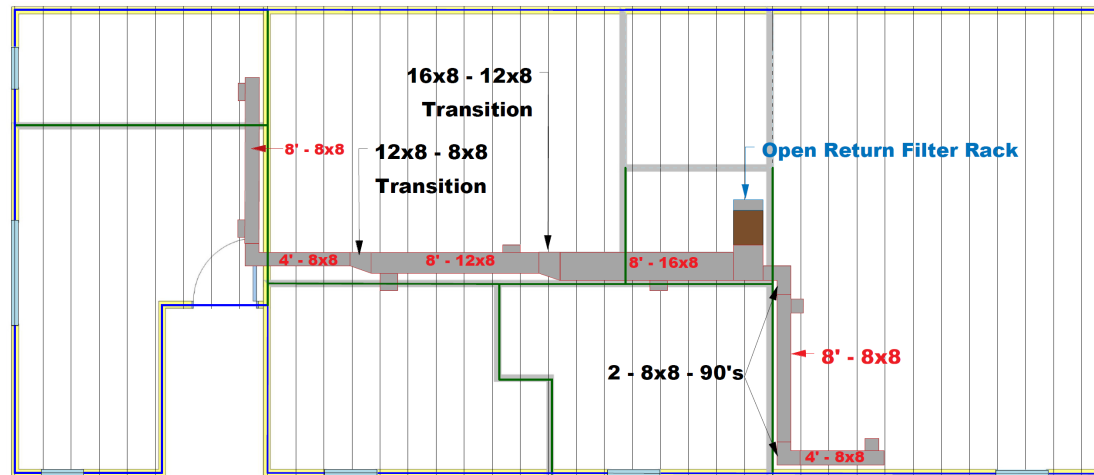 16x8 - 12x8
Transition
8' - 8x8
12x8 - 8x8
Transition
Open Return Filter Rack
4' - 8x8
8' - 12x8
8' - 16x8
8' - 8x8
2 - 8x8 - 90's
4' - 8x8